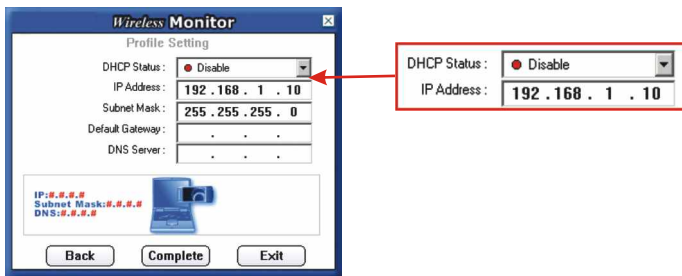 Wireless Monitor
Profile Setting
DHCP Status : Disable
IP Address : 192 . 168 . 1 . 10
Subnet Mask : 255 . 255 . 255 . 0
Default Gateway : . . .
DNS Server : . . .
IP:#.#.#.#
Subnet Mask:#.#.#.#
DNS:#.#.#.#
Back Complete Exit
DHCP Status : Disable
IP Address : 192 . 168 . 1 . 10